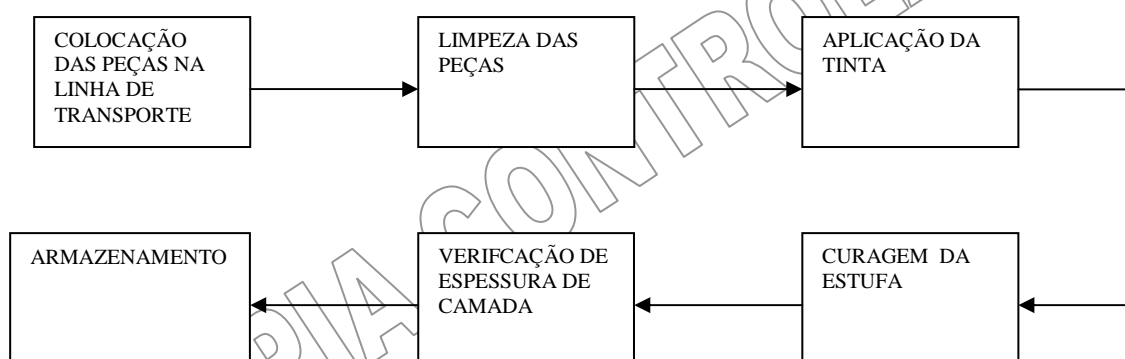 COLOCAÇÃO
DAS PEÇAS NA
LINHA DE
TRANSPORTE
LIMPEZA DAS
PEÇAS
APLICAÇÃO DA
TINTA
CURAGEM DA
ESTUFA
VERIFCAÇÃO DE
ESPESSURA DE
CAMADA
ARMAZENAMENTO